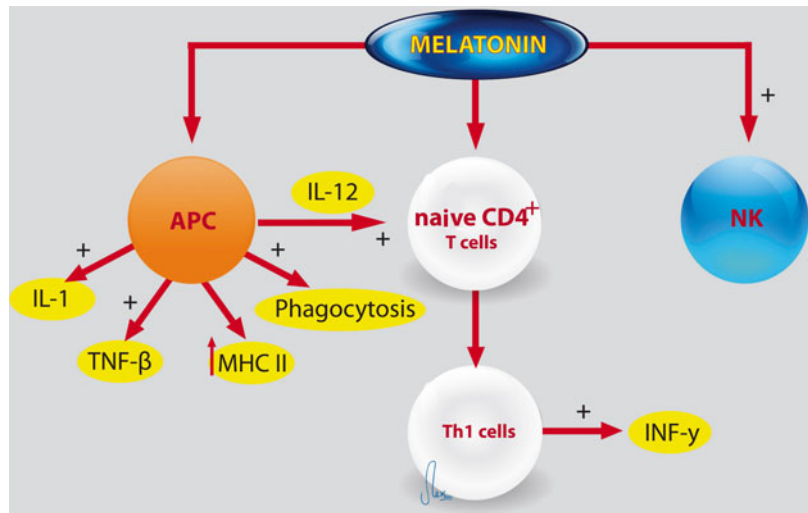 MELATONIN
+
IL-12
APC
naive CD4+
T cells
NK
+
+
+
+
IL-1
Phagocytosis
TNF-β
MHC II
Th1 cells
+
INF-y